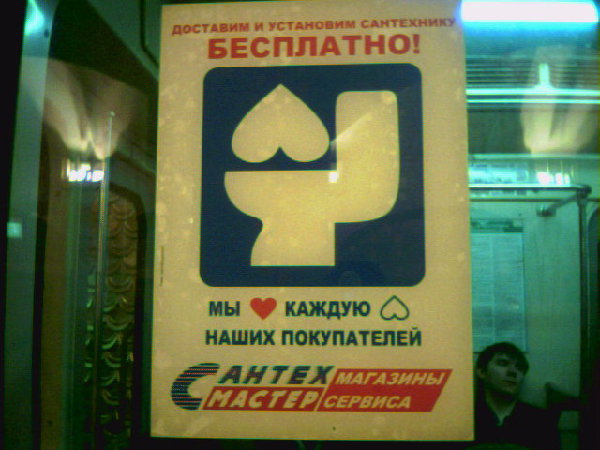 ДОСТАВИМ И УСТАНОВИМ САНТЕХНИКУ
БЕСПЛАТНО!
МЫ КАЖДУЮ
НАШИХ ПОКУПАТЕЛЕЙ
САНТЕХ МАГАЗИНЫ
МАСТЕР СЕРВИСА